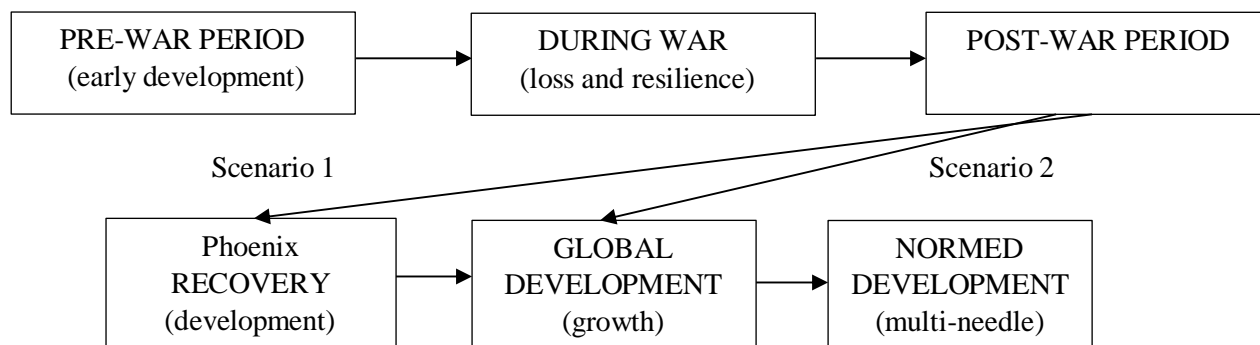 PRE-WAR PERIOD
(early development)
DURING WAR
(loss and resilience)
POST-WAR PERIOD
Scenario 1
Scenario 2
Phoenix
RECOVERY
(development)
GLOBAL
DEVELOPMENT
(growth)
NORMED
DEVELOPMENT
(multi-needle)